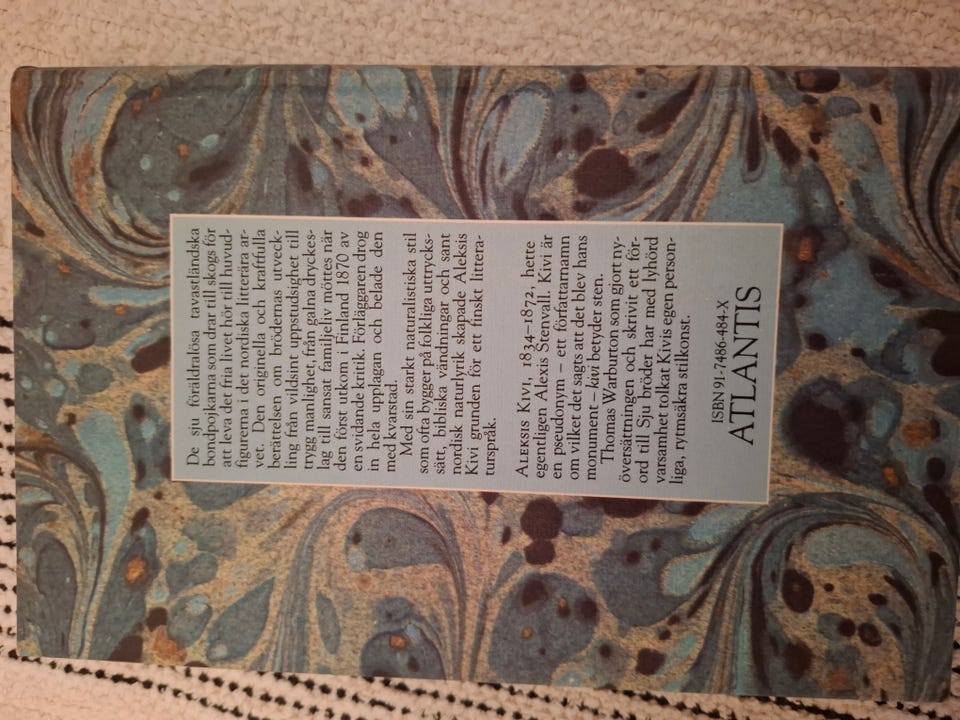 De sju föräldralösa tavastländska
bondpojkarna som drar till skogs för
att leva det fria livet hör till huvud-
figurerna i det nordiska litterära ar-
vet. Den originella och kraftfulla
berättelsen om brödernas utveck-
ling från vildsint uppstudsighet till
trygg manlighet, från galna dryckes-
lag till sansat familjeliv möttes när
den först utkom i Finland 1870 av
en svidande kritik. Förläggaren drog
in hela upplagan och belade den
med kvarstad.
Med sin starkt naturalistiska stil
som ofta bygger på folkliga uttrycks-
sätt, bibliska vändningar och sant
nordisk naturlyrik skapade Aleksis
Kivi grunden för ett finskt littera-
turspråk.
ALEKSIS KIVI, 1834–1872, hette
egentligen Alexis Stenvall. Kivi är
en pseudonym – ett författarnamn
om vilket det sagts att det blev hans
monument – kivi betyder sten.
Thomas Warburton som gjort ny-
översättningen och skrivit ett för-
ord till Sju bröder har med lyhörd
varsamhet tolkat Kivis egen person-
liga, rytmsäkra stilkonst.
ISBN 91-7486-484-X
ATLANTIS